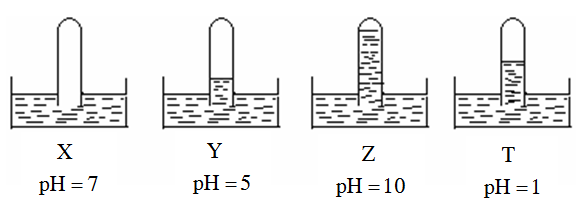 X Y Z T
pH = 7 pH = 5 pH = 10 pH = 1